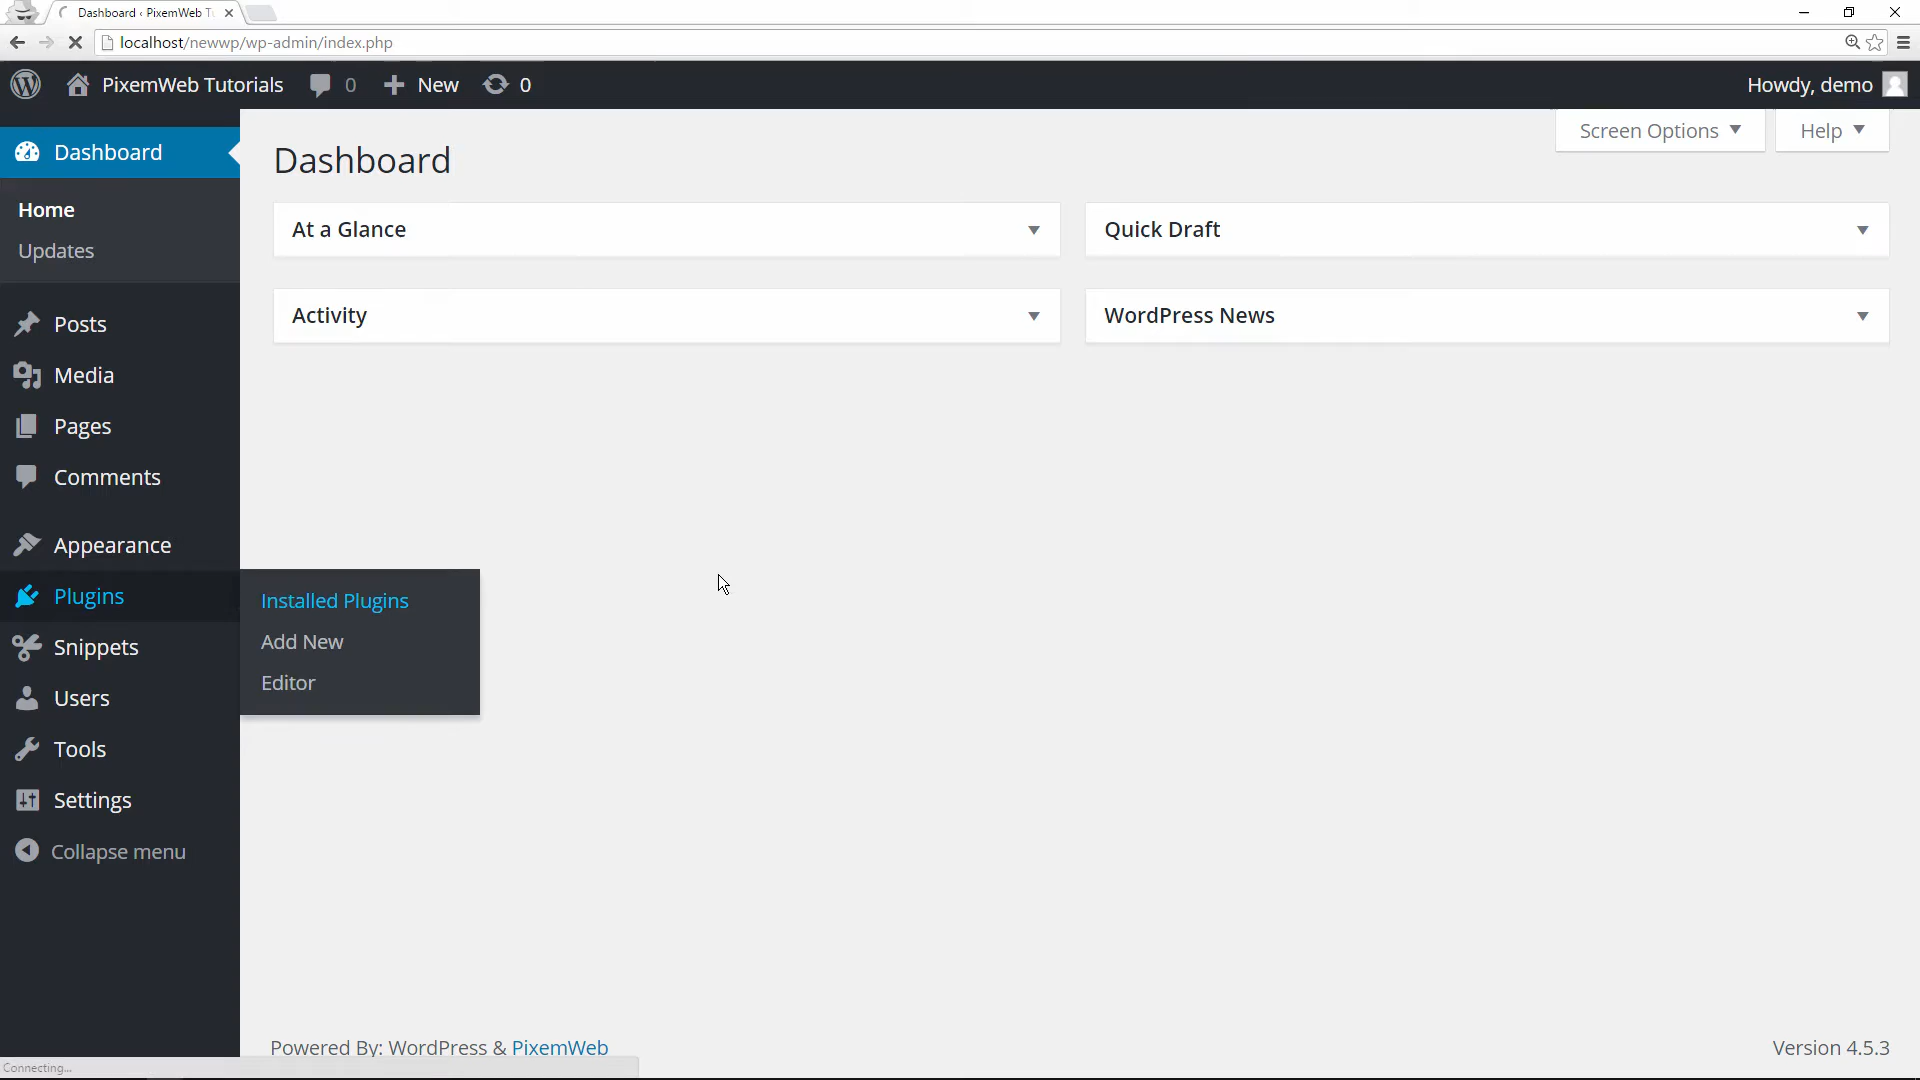 Dashboard ‹ PixemWeb Tu
localhost/newwp/wp-admin/index.php
PixemWeb Tutorials 0 New 0
Howdy, demo
Dashboard
Home
Updates
Posts
Media
Pages
Comments
Appearance
Plugins
Snippets
Users
Tools
Settings
Collapse menu
Installed Plugins
Add New
Editor
Screen Options
Help
Dashboard
At a Glance
Quick Draft
Activity
WordPress News
Powered By: WordPress & PixemWeb
Version 4.5.3
Connecting...